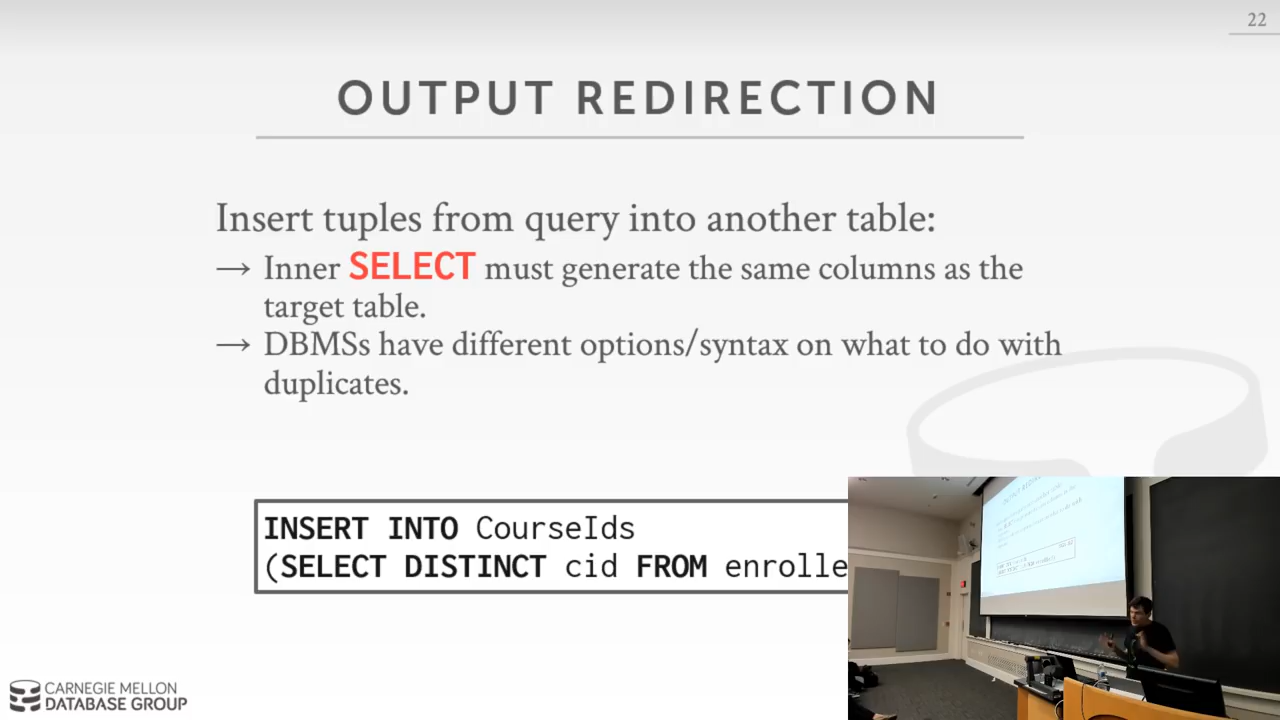 22
OUTPUT REDIRECTION
Insert tuples from query into another table:
→ Inner SELECT must generate the same columns as the
target table.
→ DBMSs have different options/syntax on what to do with
duplicates.
INSERT INTO CourseIds
(SELECT DISTINCT cid FROM enrolle
CARNEGIE MELLON
DATABASE GROUP
OUTPUT REDIRE